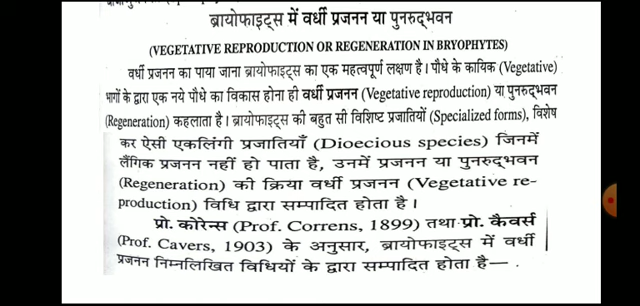 ब्रायोफाइट्स में वर्धी प्रजनन या पुनरुद्‌भवन
(VEGETATIVE REPRODUCTION OR REGENERATION IN BRYOPHYTES)
वर्धी प्रजनन का पाया जाना ब्रायोफाइट्स का एक महत्वपूर्ण लक्षण है। पौधे के कायिक (Vegetative)
भागों के द्वारा एक नये पौधे का विकास होना ही वर्धी प्रजनन (Vegetative reproduction) या पुनरुद्‌भवन
(Regeneration) कहलाता है। ब्रायोफाइट्स की बहुत सी विशिष्ट प्रजातियों (Specialized forms), विशेष
कर ऐसी एकलिंगी प्रजातियाँ (Dioecious species) जिनमें
लैंगिक प्रजनन नहीं हो पाता है, उनमें प्रजनन या पुनरुद्‌भवन
(Regeneration) की क्रिया वर्धी प्रजनन (Vegetative re-
production) विधि द्वारा सम्पादित होता है।
प्रो. कोरेन्स (Prof. Correns, 1899) तथा प्रो. कैवर्स
(Prof. Cavers, 1903) के अनुसार, ब्रायोफाइट्स में वर्धी
प्रजनन निम्नलिखित विधियों के द्वारा सम्पादित होता है—